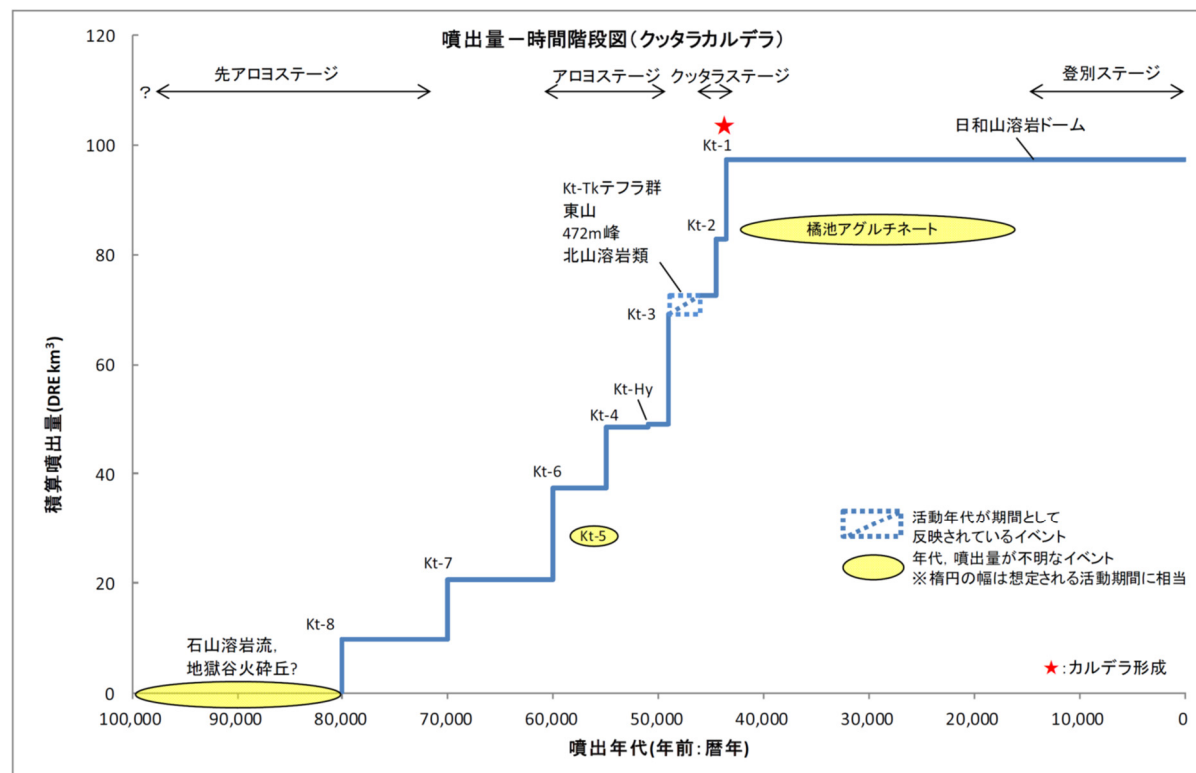 噴出量－時間階段図(クッタラカルデラ)
?
先アロヨステージ
アロヨステージ
クッタラステージ
登別ステージ
120
100
80
60
40
20
0
積算噴出量(DRE km³)
日和山溶岩ドーム
Kt-1
Kt-Tkテフラ群
東山
472m峰
北山溶岩類
Kt-2
橘池アグルチネート
Kt-3
Kt-Hy
Kt-4
Kt-6
Kt-5
Kt-7
Kt-8
石山溶岩流,
地獄谷火砕丘?
活動年代が期間として
反映されているイベント
年代,噴出量が不明なイベント
※楕円の幅は想定される活動期間に相当
★:カルデラ形成
100,000 90,000 80,000 70,000 60,000 50,000 40,000 30,000 20,000 10,000 0
噴出年代(年前:暦年)